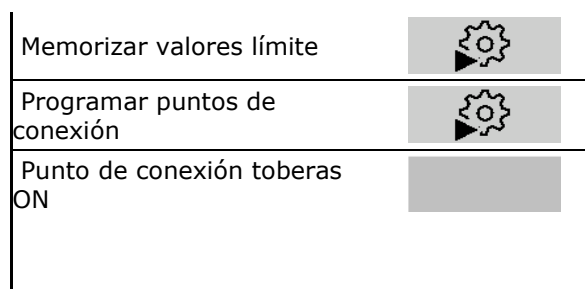 Memorizar valores límite
Programar puntos de
conexión
Punto de conexión toberas
ON